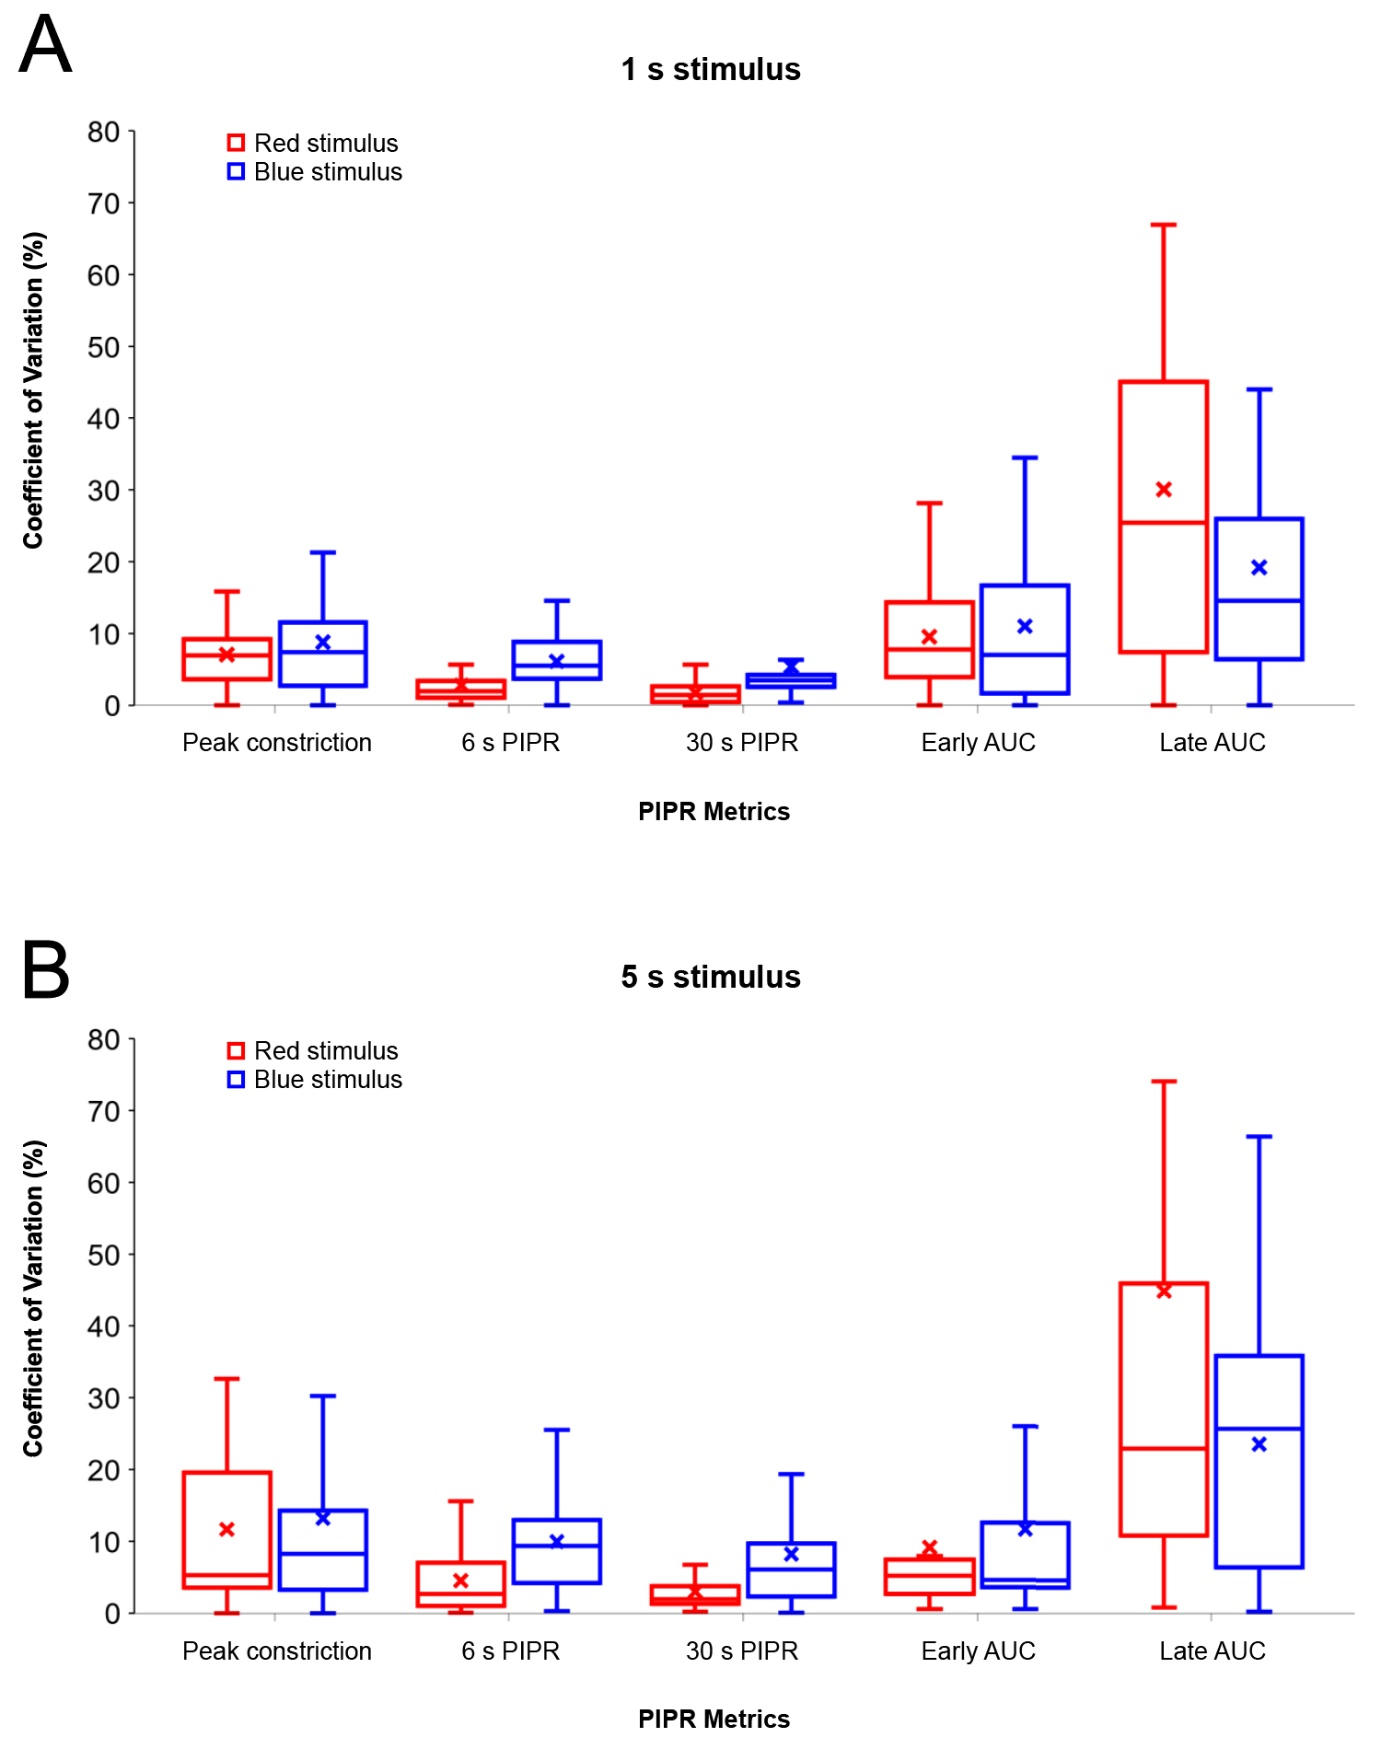 A
1 s stimulus
Red stimulus
Blue stimulus
80
70
60
50
40
30
20
10
0
Coefficient of Variation (%)
Peak constriction 6 s PIPR 30 s PIPR Early AUC Late AUC
PIPR Metrics
B
5 s stimulus
Red stimulus
Blue stimulus
80
70
60
50
40
30
20
10
0
Coefficient of Variation (%)
Peak constriction 6 s PIPR 30 s PIPR Early AUC Late AUC
PIPR Metrics